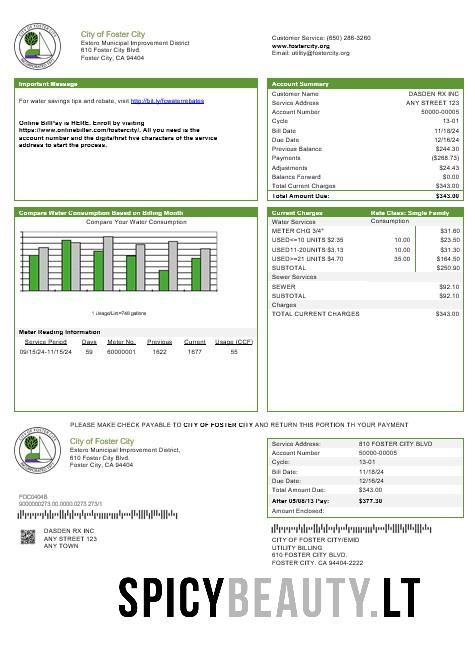 City of Foster City
Estero Municipal Improvement District
610 Foster City Blvd.
Foster City, CA 94404
Customer Service: (650) 286-3260
www.fostercity.org
Email: utility@fostercity.org
Important Message
For water savings tips and rebate, visit http://bit.ly/fcwaterrebates
Online BillPay is HERE. Enroll by visiting
https://www.onlinebiller.com/fostercity/. All you need is the
account number and the digits/first five characters of the service
address to start the process.
Account Summary
Customer Name DASDEN RX INC
Service Address ANY STREET 123
Account Number 50000-00005
Cycle 13-01
Bill Date 11/18/24
Due Date 12/16/24
Previous Balance $244.30
Payments ($268.73)
Adjustments $24.43
Balance Forward $0.00
Total Current Charges $343.00
Total Amount Due: $343.00
Compare Water Consumption Based on Billing Month
Compare Your Water Consumption
1 Usage/Unit=748 gallons
Meter Reading Information
Service Period Days Meter No. Previous Current Usage (CCF)
09/15/24-11/15/24 59 60000001 1622 1677 55
Current Charges Rate Class: Single Family
Water Services Consumption
METER CHG 3/4" $31.60
USED<=10 UNITS $2.35 10.00 $23.50
USED11-20UNITS $3.13 10.00 $31.30
USED>=21 UNITS $4.70 35.00 $164.50
SUBTOTAL $250.90
Sewer Services
SEWER $92.10
SUBTOTAL $92.10
Charges
TOTAL CURRENT CHARGES $343.00
PLEASE MAKE CHECK PAYABLE TO CITY OF FOSTER CITY AND RETURN THIS PORTION TH YOUR PAYMENT
City of Foster City
Estero Municipal Improvement District,
610 Foster City Blvd.
Foster City, CA 94404
Service Address: 810 FOSTER CITY BLVD
Account Number 50000-00005
Cycle: 13-01
Bill Date: 11/18/24
Due Date: 12/16/24
Total Amount Due: $343.00
After 05/08/13 Pay: $377.30
Amount Enclosed:
FOC0404B
9000000273 00.0000.0273 273/1
DASDEN RX INC
ANY STREET 123
ANY TOWN
CITY OF FOSTER CITY/EMID
UTILITY BILLING
610 FOSTER CITY BLVD.
FOSTER CITY. CA 94404-2222
SPICYBEAUTY.LT